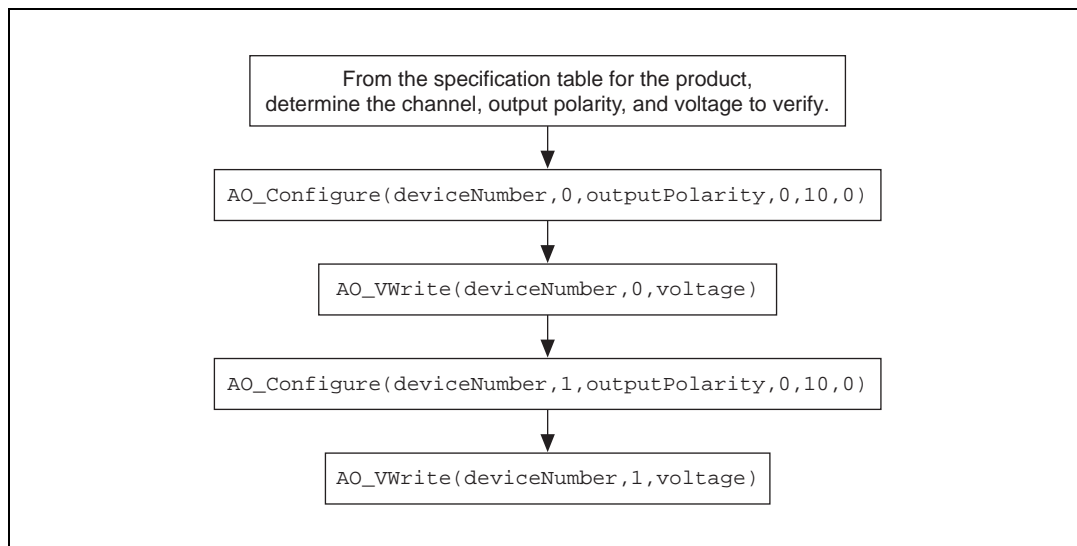 From the specification table for the product,
determine the channel, output polarity, and voltage to verify.
AO_Configure(deviceNumber,0,outputPolarity,0,10,0)
AO_VWrite(deviceNumber,0,voltage)
AO_Configure(deviceNumber,1,outputPolarity,0,10,0)
AO_VWrite(deviceNumber,1,voltage)